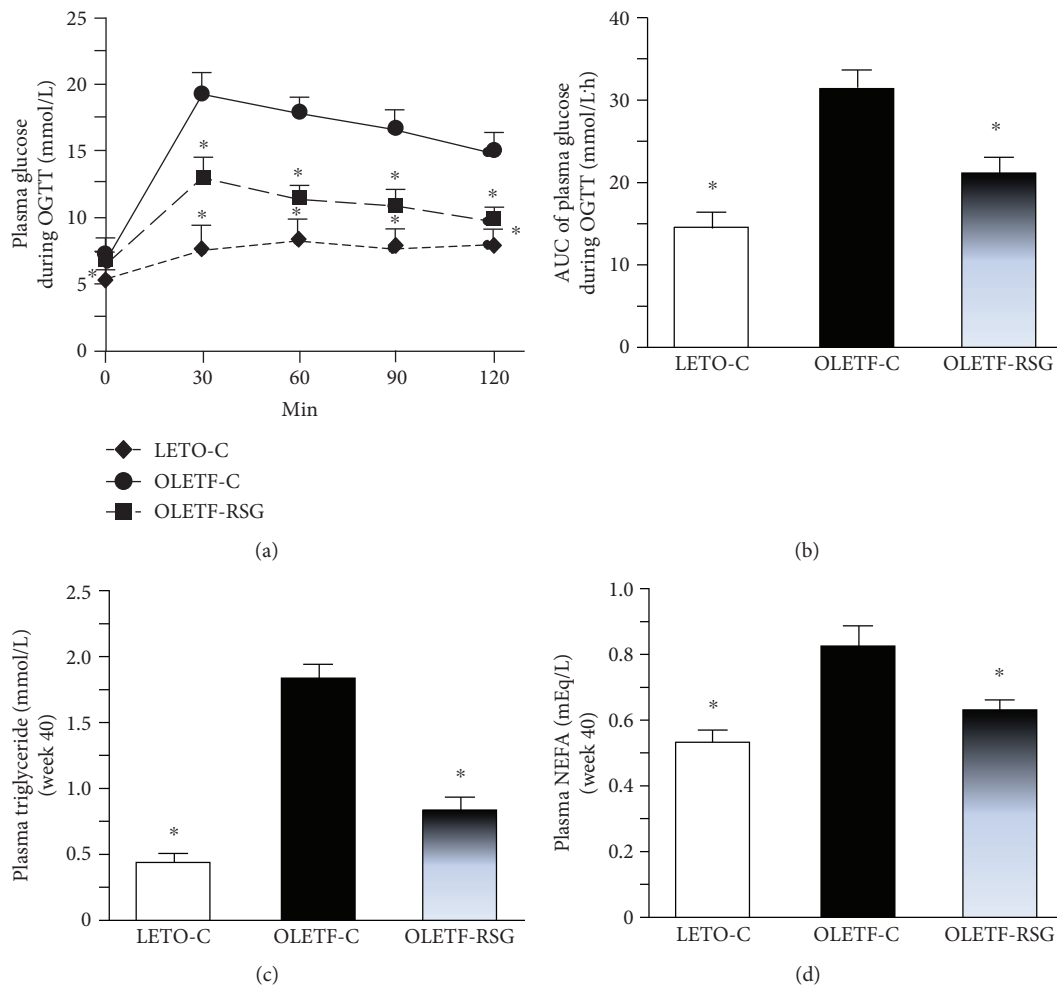 Plasma glucose
during OGTT (mmol/L)
25
20
15
10
5
0
*
*
*
*
*
*
*
*
*
*
0
30
60
90
120
Min
LETO-C
OLETF-C
OLETF-RSG
(a)
AUC of plasma glucose
during OGTT (mmol/L·h)
40
30
20
10
0
*
*
LETO-C
OLETF-C
OLETF-RSG
(b)
Plasma triglyceride (mmol/L)
(week 40)
2.5
2.0
1.5
1.0
0.5
0
*
*
LETO-C
OLETF-C
OLETF-RSG
(c)
Plasma NEFA (mEq/L)
(week 40)
1.0
0.8
0.6
0.4
0.2
0
*
*
LETO-C
OLETF-C
OLETF-RSG
(d)